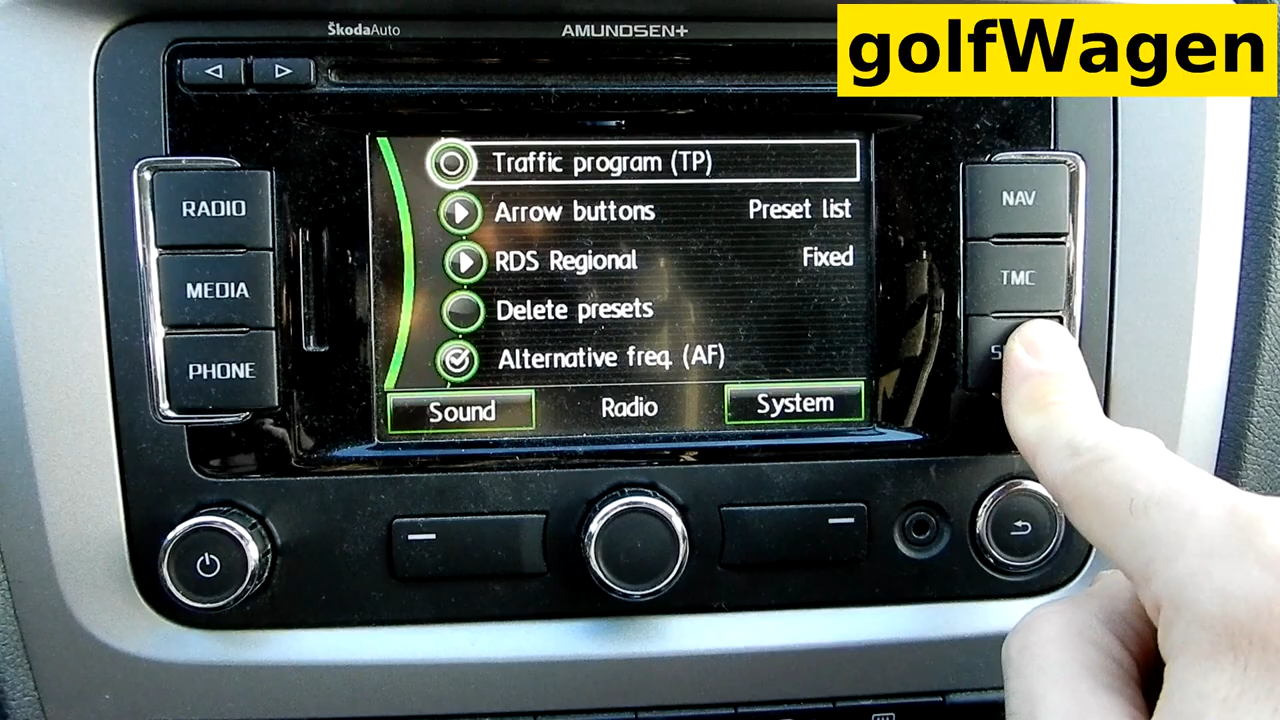 ŠkodaAuto
AMUNDSEN+
golfWagen
RADIO
MEDIA
PHONE
Traffic program (TP)
Arrow buttons Preset list
RDS Regional Fixed
Delete presets
Alternative freq. (AF)
Sound Radio System
NAV
TMC